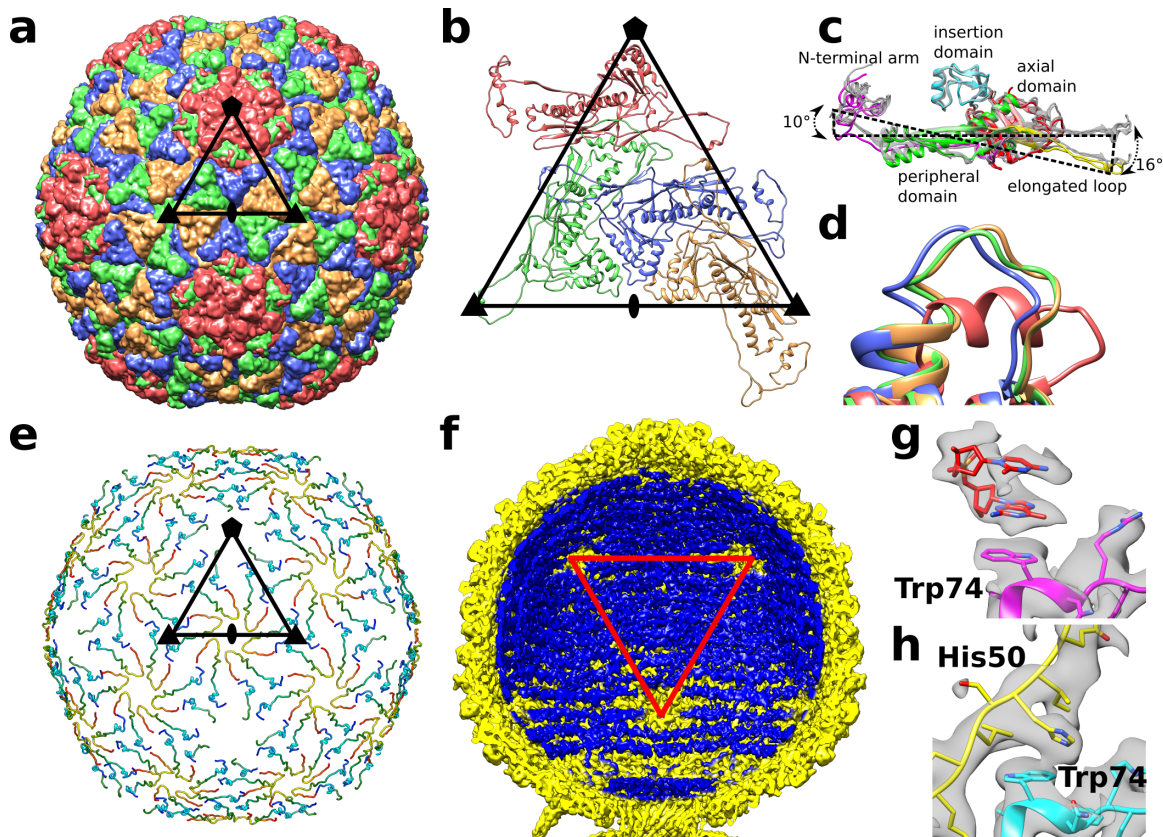 a
b
c
N-terminal arm
insertion
domain
axial
domain
10°
16°
peripheral
domain
elongated loop
d
e
f
g
Trp74
h
His50
Trp74